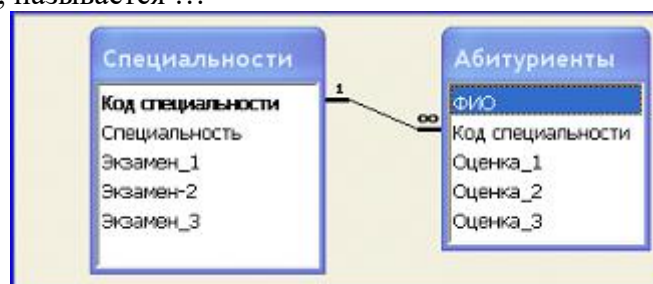 называется …
Специальности
Код специальности
Специальность
Экзамен_1
Экзамен-2
Экзамен_3
1
∞
Абитуриенты
ФИО
Код специальности
Оценка_1
Оценка_2
Оценка_3